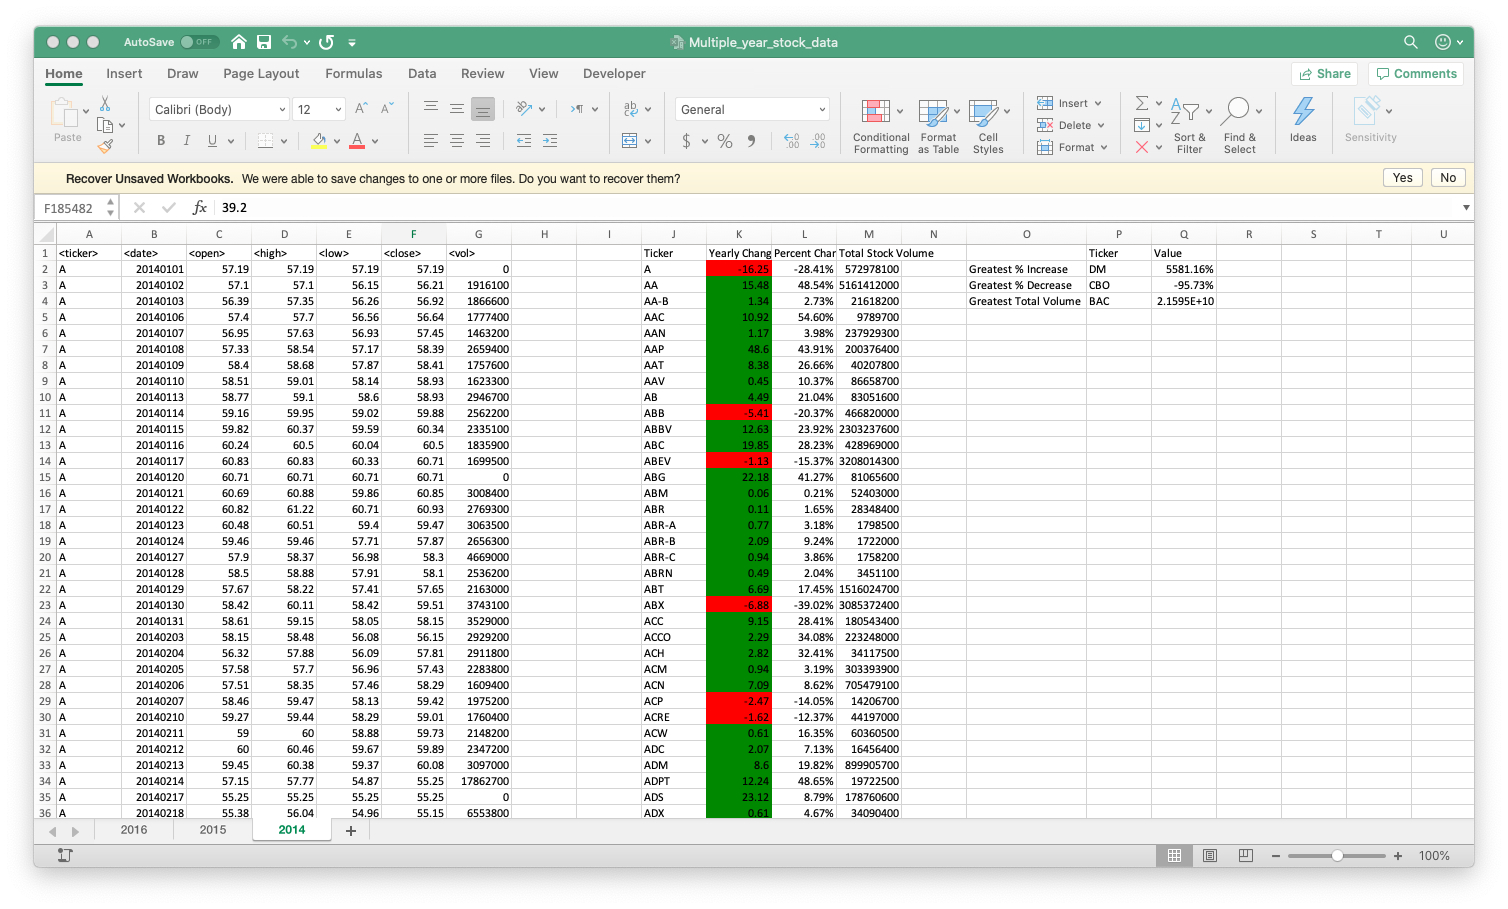 AutoSave OFF Multiple_year_stock_data
Home Insert Draw Page Layout Formulas Data Review View Developer Share Comments
Paste Calibri (Body) 12 A A ab General Insert Delete Format
B I U A $ % 9 .00 .0
Conditional Formatting Format as Table Cell Styles Sort & Filter Find & Select Ideas Sensitivity
Recover Unsaved Workbooks. We were able to save changes to one or more files. Do you want to recover them? Yes No
F185482 fx 39.2
A B C D E F G H I J K L M N O P Q R S T U
1 <ticker> <date> <open> <high> <low> <close> <vol> Ticker Yearly Chang Percent Char Total Stock Volume Ticker Value
2 A 20140101 57.19 57.19 57.19 57.19 0 A -16.25 -28.41% 572978100 Greatest % Increase DM 5581.16%
3 A 20140102 57.1 57.1 56.15 56.21 1916100 AA 15.48 48.54% 5161412000 Greatest % Decrease CBO -95.73%
4 A 20140103 56.39 57.35 56.26 56.92 1866600 AA-B 1.34 2.73% 21618200 Greatest Total Volume BAC 2.1595E+10
5 A 20140106 57.4 57.7 56.56 56.64 1777400 AAC 10.92 54.60% 9789700
6 A 20140107 56.95 57.63 56.93 57.45 1463200 AAN 1.17 3.98% 237929300
7 A 20140108 57.33 58.54 57.17 58.39 2659400 AAP 48.6 43.91% 200376400
8 A 20140109 58.4 58.68 57.87 58.41 1757600 AAT 8.38 26.66% 40207800
9 A 20140110 58.51 59.01 58.14 58.93 1623300 AAV 0.45 10.37% 86658700
10 A 20140113 58.77 59.1 58.6 58.93 2946700 AB 4.49 21.04% 83051600
11 A 20140114 59.16 59.95 59.02 59.88 2562200 ABB -5.41 -20.37% 466820000
12 A 20140115 59.82 60.37 59.59 60.34 2335100 ABBV 12.63 23.92% 2303237600
13 A 20140116 60.24 60.5 60.04 60.5 1835900 ABC 19.85 28.23% 428969000
14 A 20140117 60.83 60.83 60.33 60.71 1699500 ABEV -1.13 -15.37% 3208014300
15 A 20140120 60.71 60.71 60.71 60.71 0 ABG 22.18 41.27% 81065600
16 A 20140121 60.69 60.88 59.86 60.85 3008400 ABM 0.06 0.21% 52403000
17 A 20140122 60.82 61.22 60.71 60.93 2769300 ABR 0.11 1.65% 28348400
18 A 20140123 60.48 60.51 59.4 59.47 3063500 ABR-A 0.77 3.18% 1798500
19 A 20140124 59.46 59.46 57.71 57.87 2656300 ABR-B 2.09 9.24% 1722000
20 A 20140127 57.9 58.37 56.98 58.3 4669000 ABR-C 0.94 3.86% 1758200
21 A 20140128 58.5 58.88 57.91 58.1 2536200 ABRN 0.49 2.04% 3451100
22 A 20140129 57.67 58.22 57.41 57.65 2163000 ABT 6.69 17.45% 1516024700
23 A 20140130 58.42 60.11 58.42 59.51 3743100 ABX -6.88 -39.02% 3085372400
24 A 20140131 58.61 59.15 58.05 58.15 3529000 ACC 9.15 28.41% 180543400
25 A 20140203 58.15 58.48 56.08 56.15 2929200 ACCO 2.29 34.08% 223248000
26 A 20140204 56.32 57.88 56.09 57.81 2911800 ACH 2.82 32.41% 34117500
27 A 20140205 57.58 57.7 56.96 57.43 2283800 ACM 0.94 3.19% 303393900
28 A 20140206 57.51 58.35 57.46 58.29 1609400 ACN 7.09 8.62% 705479100
29 A 20140207 58.46 59.47 58.13 59.42 1975200 ACP -2.47 -14.05% 14206700
30 A 20140210 59.27 59.44 58.29 59.01 1760400 ACRE -1.62 -12.37% 44197000
31 A 20140211 59 60 58.88 59.73 2148200 ACW 0.61 16.35% 60360500
32 A 20140212 60 60.46 59.67 59.89 2347200 ADC 2.07 7.13% 16456400
33 A 20140213 59.45 60.38 59.37 60.08 3097000 ADM 8.6 19.82% 899905700
34 A 20140214 57.15 57.77 54.87 55.25 17862700 ADPT 12.24 48.65% 19722500
35 A 20140217 55.25 55.25 55.25 55.25 0 ADS 23.12 8.79% 178760600
36 A 20140218 55.38 56.04 54.96 55.15 6553800 ADX 0.61 4.67% 34090400
2016 2015 2014 +
100%